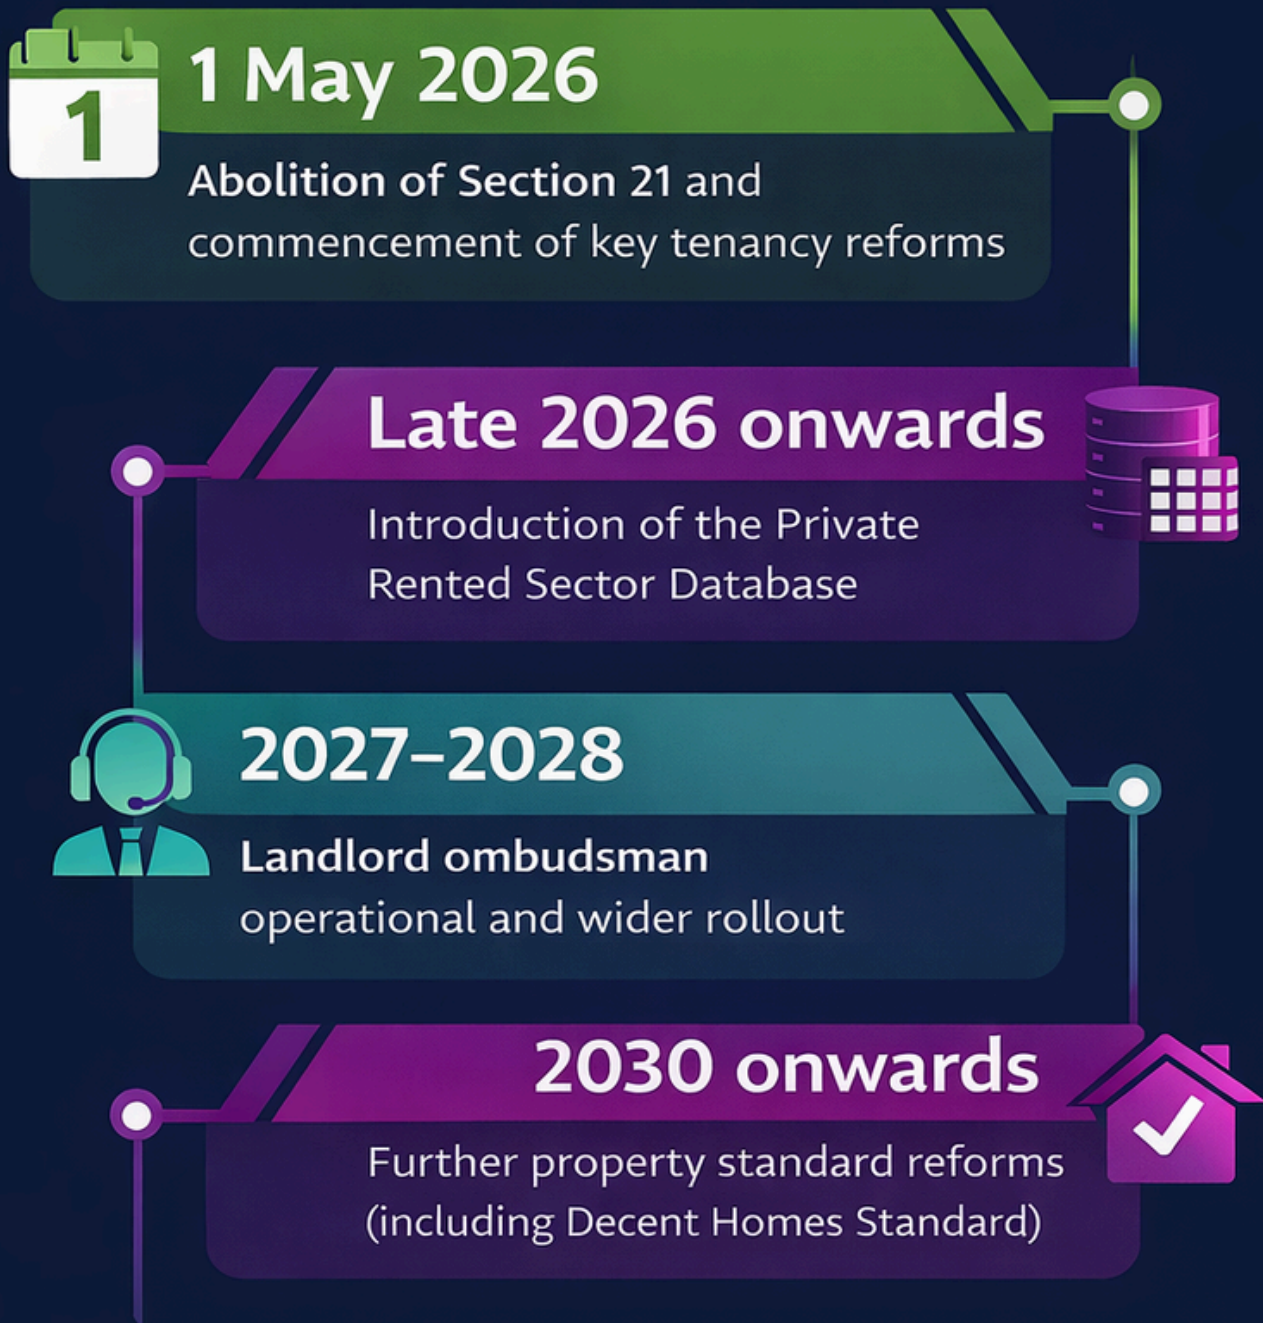 1
1 May 2026
Abolition of Section 21 and
commencement of key tenancy reforms
Late 2026 onwards
Introduction of the Private
Rented Sector Database
2027–2028
Landlord ombudsman
operational and wider rollout
2030 onwards
Further property standard reforms
(including Decent Homes Standard)